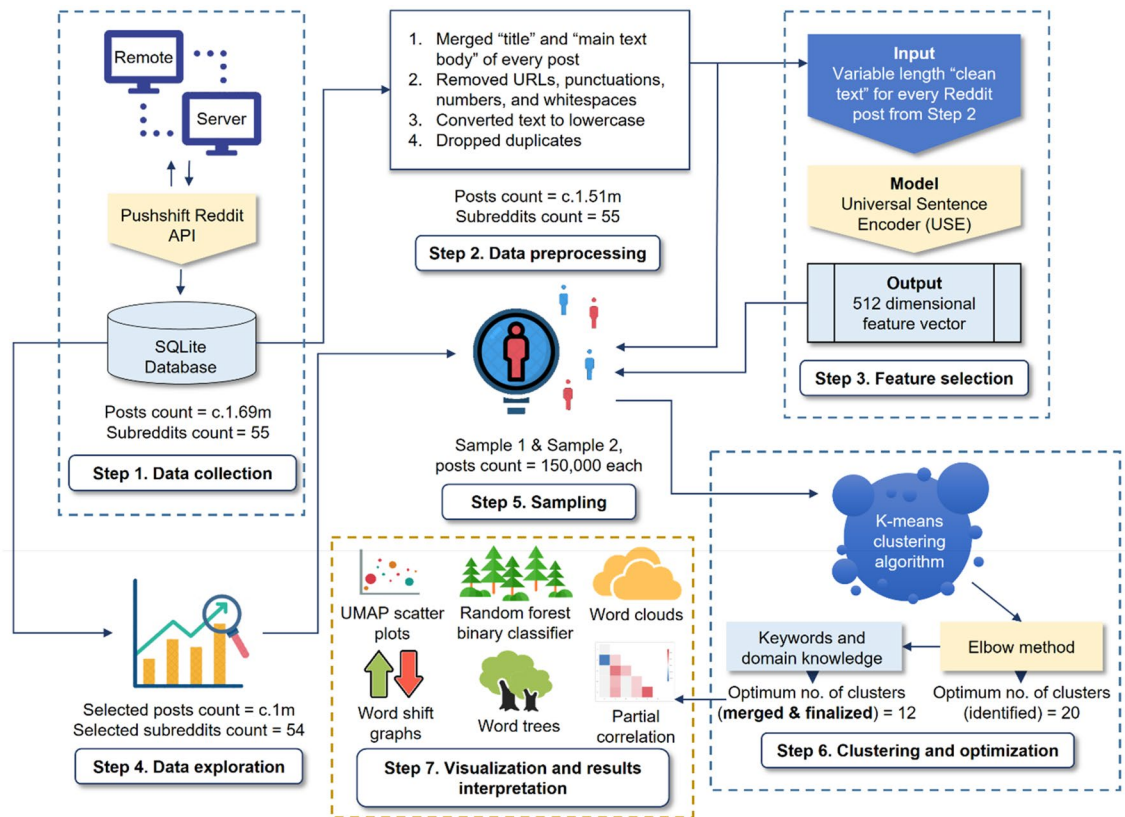 Remote
Server
Pushshift Reddit
API
SQLite
Database
Posts count = c.1.69m
Subreddits count = 55
Step 1. Data collection
1. Merged “title” and “main text
body” of every post
2. Removed URLs, punctuations,
numbers, and whitespaces
3. Converted text to lowercase
4. Dropped duplicates
Posts count = c.1.51m
Subreddits count = 55
Step 2. Data preprocessing
Input
Variable length “clean
text” for every Reddit
post from Step 2
Model
Universal Sentence
Encoder (USE)
Output
512 dimensional
feature vector
Step 3. Feature selection
Selected posts count = c.1m
Selected subreddits count = 54
Step 4. Data exploration
Sample 1 & Sample 2,
posts count = 150,000 each
Step 5. Sampling
K-means
clustering
algorithm
Elbow method
Keywords and
domain knowledge
Optimum no. of clusters
(identified) = 20
Optimum no. of clusters
(merged & finalized) = 12
Step 6. Clustering and optimization
UMAP scatter
plots
Random forest
binary classifier
Word clouds
Word shift
graphs
Word trees
Partial
correlation
Step 7. Visualization and results
interpretation